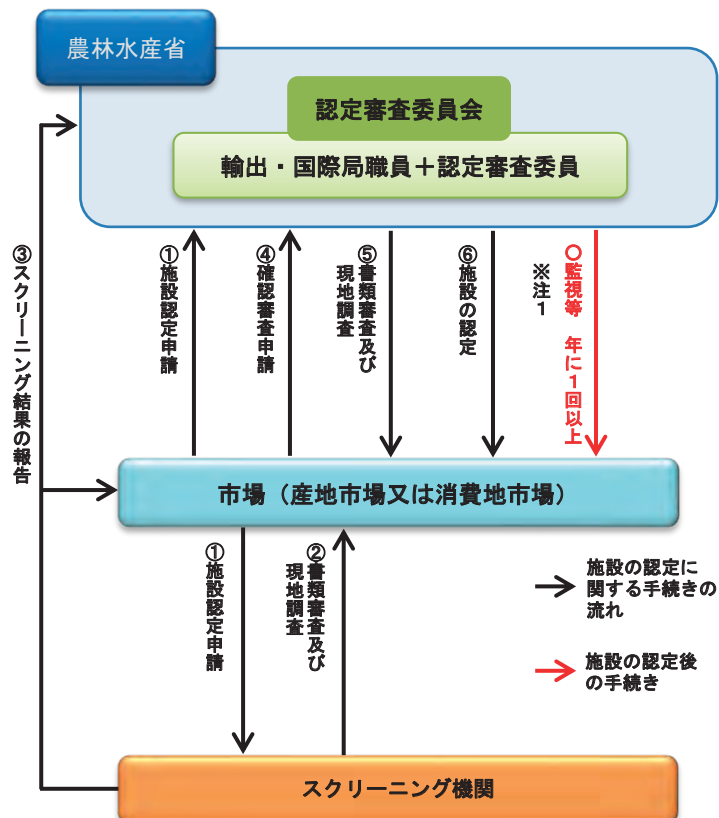 農林水産省
認定審査委員会
輸出・国際局職員＋認定審査委員
③スクリーニング結果の報告
①施設認定申請
④確認審査申請
⑤書類審査及び
現地調査
⑥施設の認定
〇監視等　年に１回以上
※注１
市場（産地市場又は消費地市場）
①施設認定申請
②書類審査及び
現地調査
施設の認定に
関する手続きの
流れ
施設の認定後
の手続き
スクリーニング機関